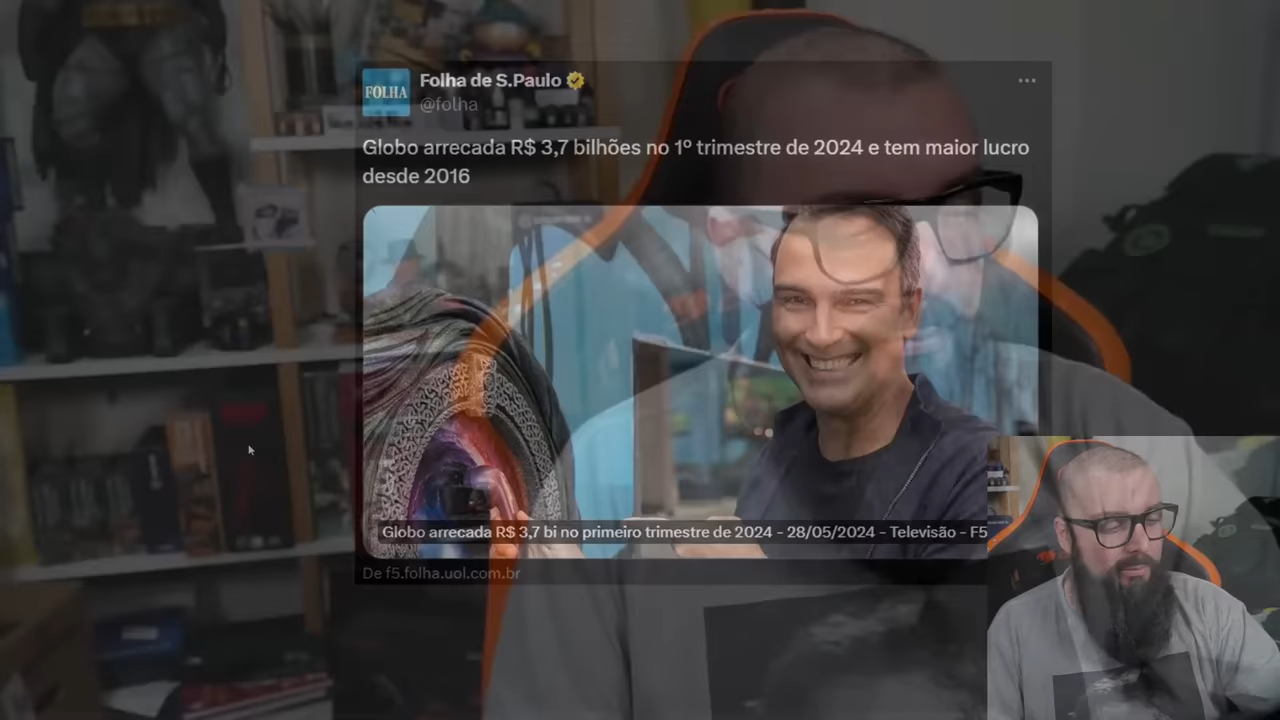 FOLHA
Folha de S.Paulo
@folha
Globo arrecada R$ 3,7 bilhões no 1º trimestre de 2024 e tem maior lucro
desde 2016
Globo arrecada R$ 3,7 bi no primeiro trimestre de 2024 - 28/05/2024 - Televisão - F5
De f5.folha.uol.com.br